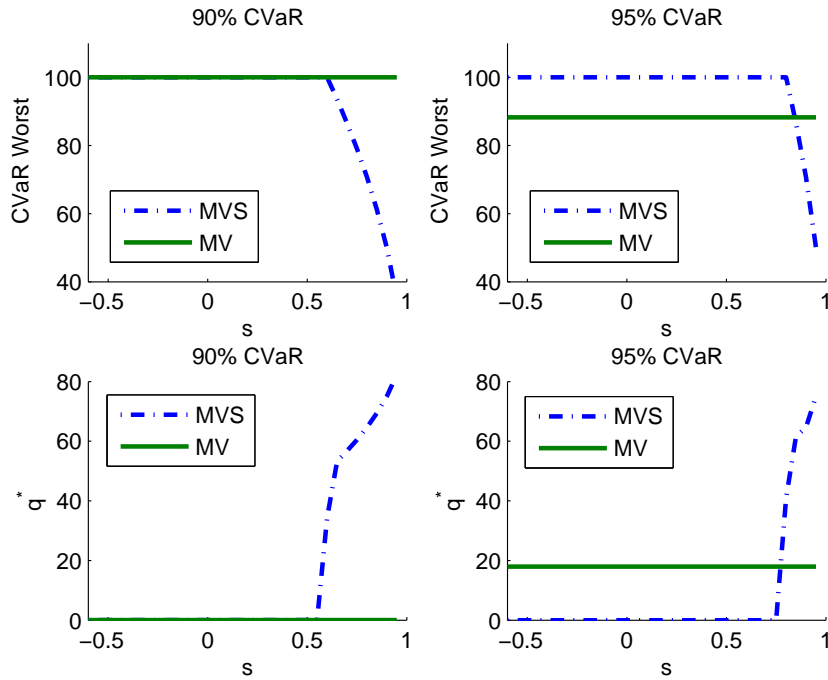 90% CVaR
CVaR Worst
100
80
60
40
−0.5 0 0.5 1
s
MVS
MV
95% CVaR
CVaR Worst
100
80
60
40
−0.5 0 0.5 1
s
MVS
MV
90% CVaR
q*
80
60
40
20
0
−0.5 0 0.5 1
s
MVS
MV
95% CVaR
q*
80
60
40
20
0
−0.5 0 0.5 1
s
MVS
MV